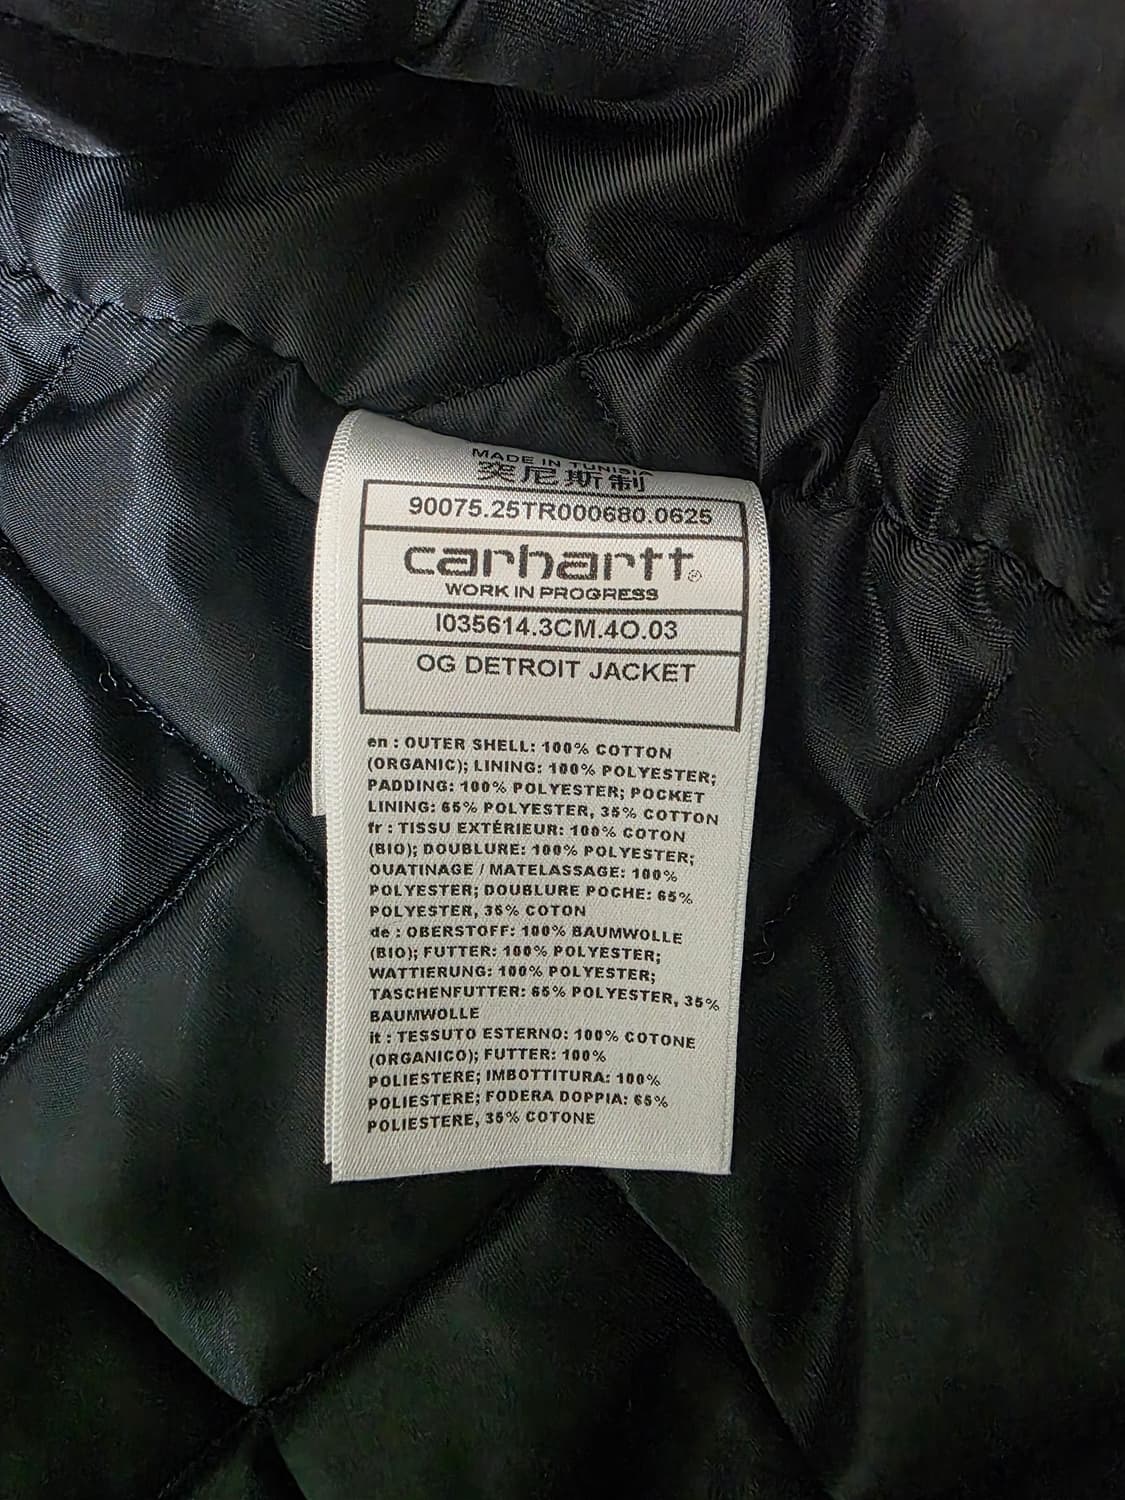 MADE IN TUNISIA
突尼斯 制
90075.25TR000680.0625
carhartt®
WORK IN PROGRESS
I035614.3CM.4O.03
OG DETROIT JACKET
en : OUTER SHELL: 100% COTTON
(ORGANIC); LINING: 100% POLYESTER;
PADDING: 100% POLYESTER; POCKET
LINING: 65% POLYESTER, 35% COTTON
fr : TISSU EXTÉRIEUR: 100% COTON
(BIO); DOUBLURE: 100% POLYESTER;
OUATINAGE / MATELASSAGE: 100%
POLYESTER; DOUBLURE POCHE: 65%
POLYESTER, 35% COTON
de : OBERSTOFF: 100% BAUMWOLLE
(BIO); FUTTER: 100% POLYESTER;
WATTIERUNG: 100% POLYESTER;
TASCHENFUTTER: 65% POLYESTER, 35%
BAUMWOLLE
it : TESSUTO ESTERNO: 100% COTONE
(ORGANICO); FUTTER: 100%
POLIESTERE; IMBOTTITURA: 100%
POLIESTERE; FODERA DOPPIA: 65%
POLIESTERE, 35% COTONE